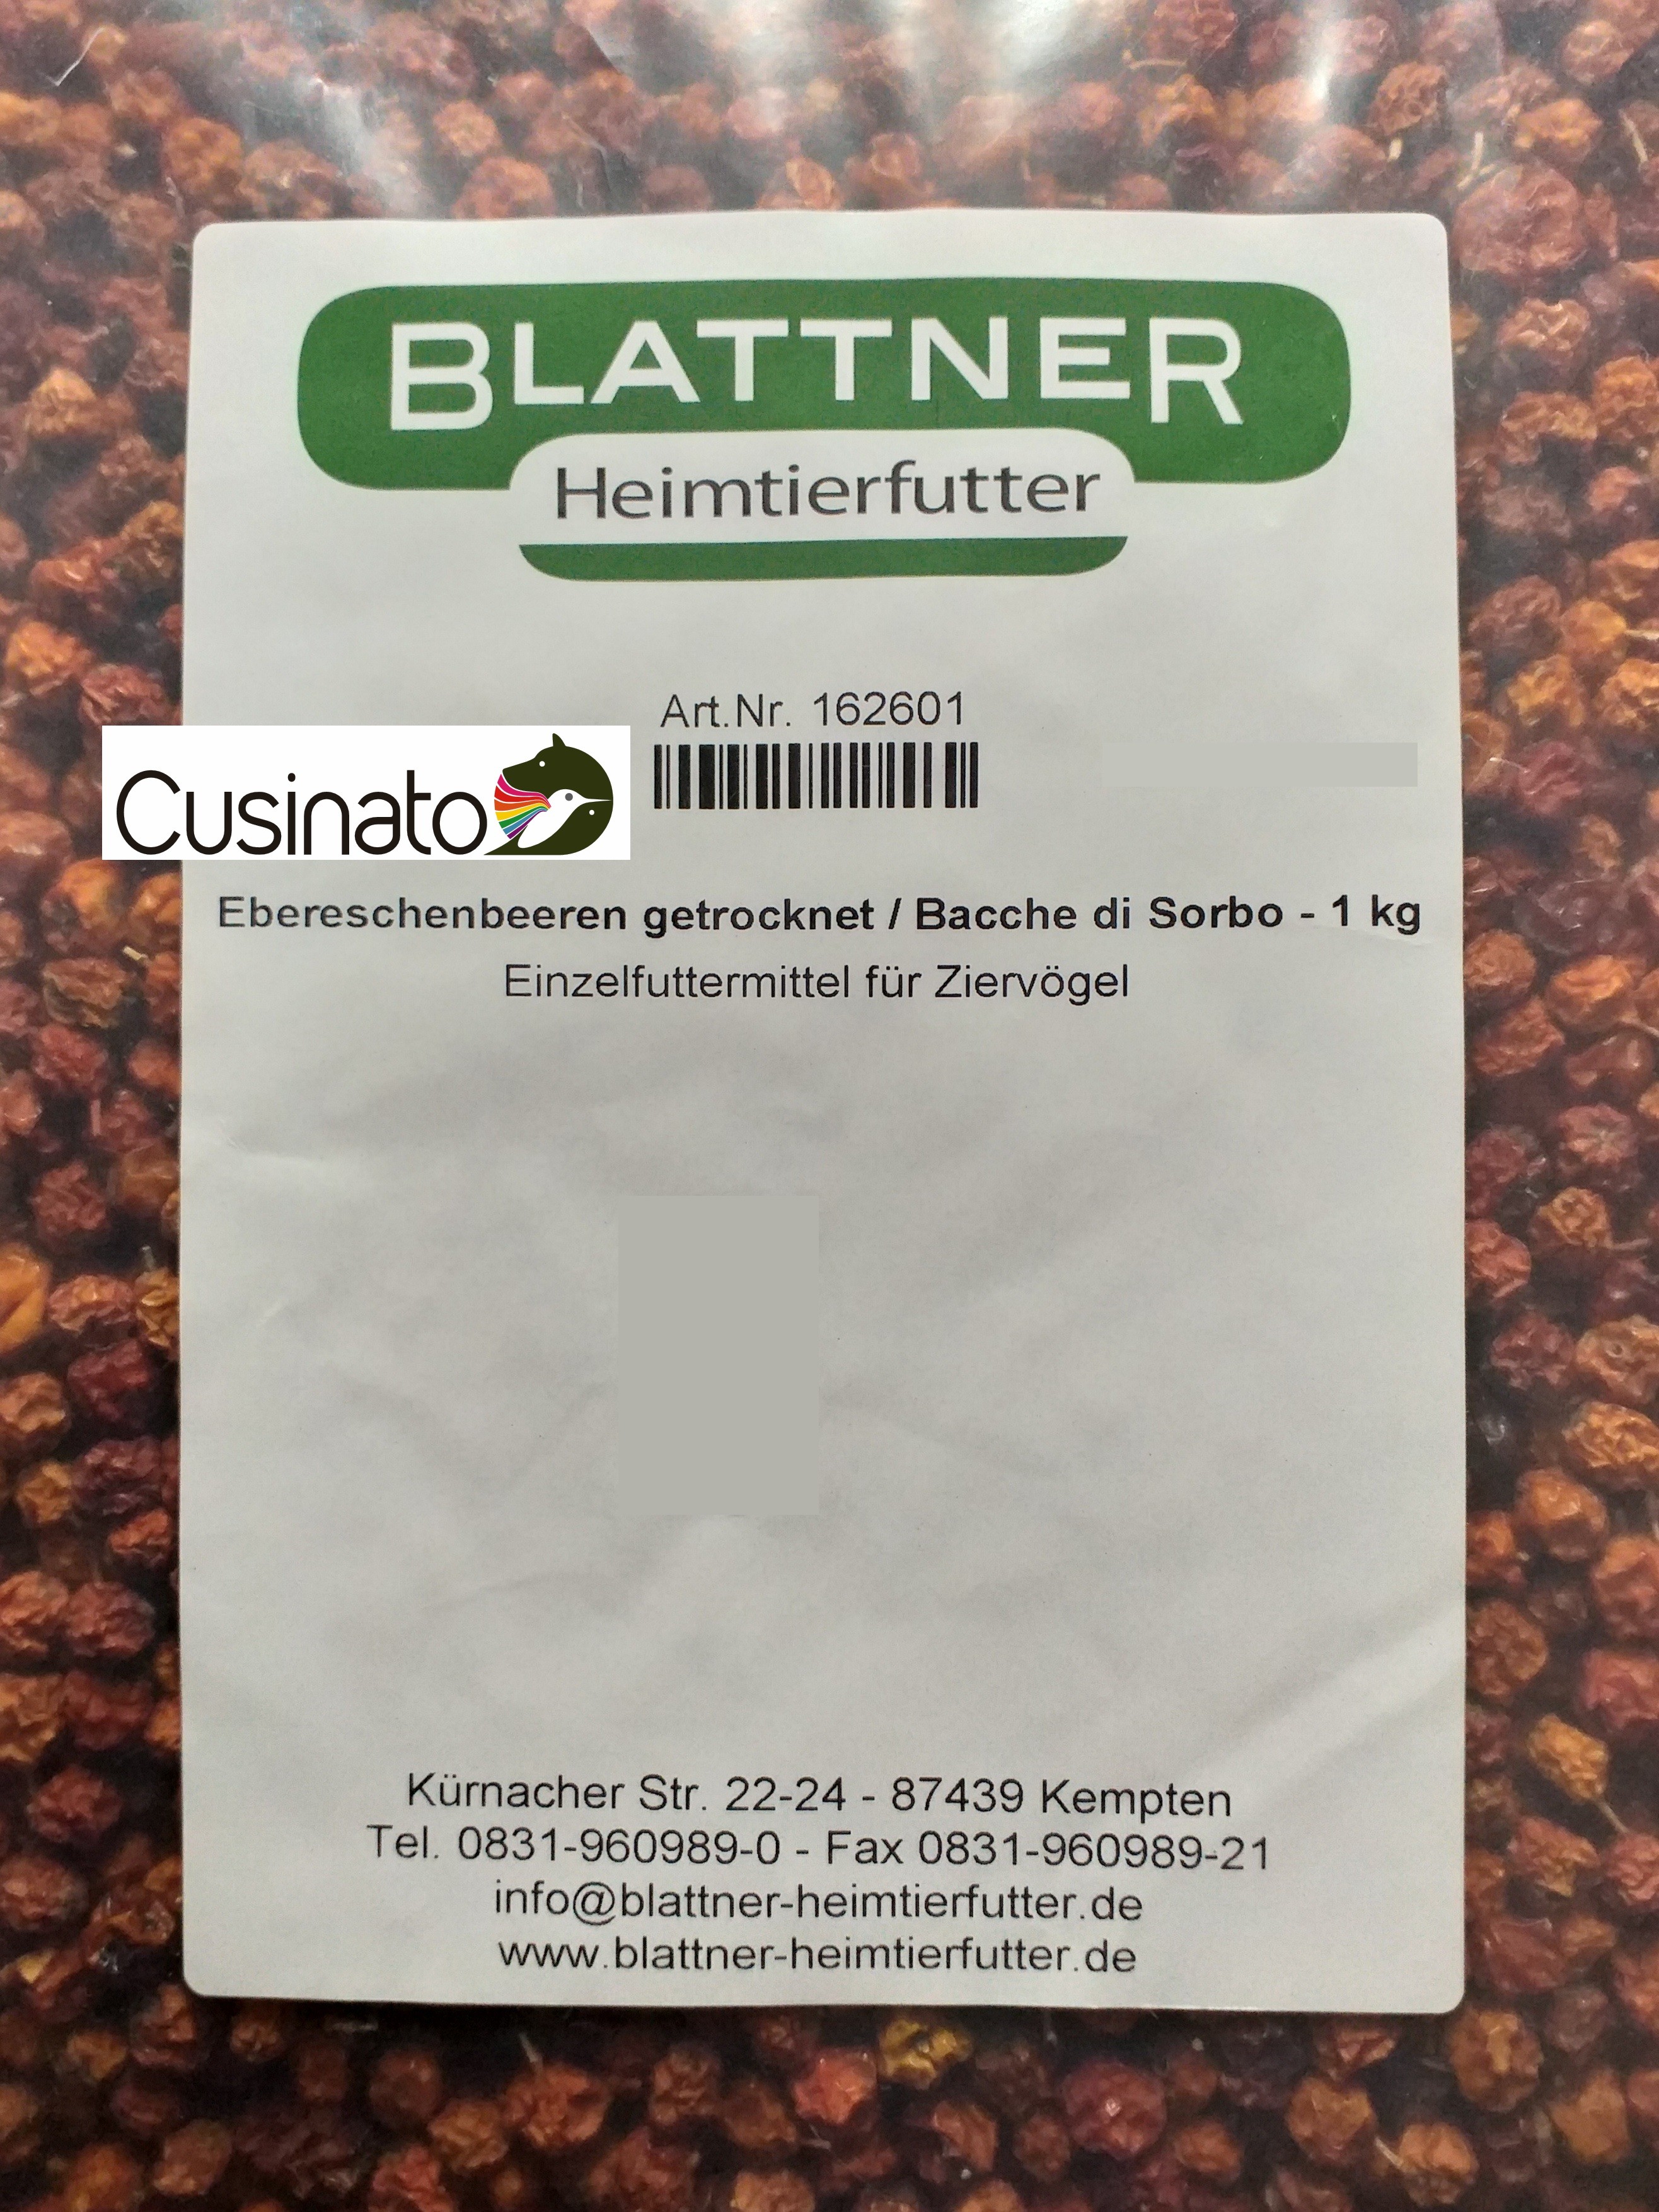 BLATTNER
Heimtierfutter
Art.Nr. 162601
Cusinato
Ebereschenbeeren getrocknet / Bacche di Sorbo - 1 kg
Einzelfuttermittel für Ziervögel
Kürnacher Str. 22-24 - 87439 Kempten
Tel. 0831-960989-0 - Fax 0831-960989-21
info@blattner-heimtierfutter.de
www.blattner-heimtierfutter.de